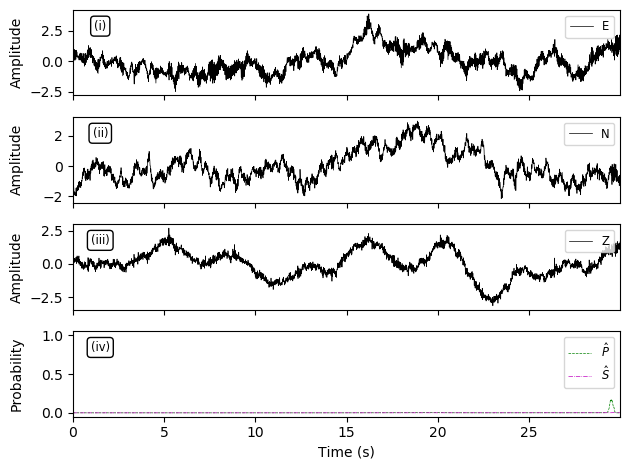 Amplitude
2.5
0.0
−2.5
(i)
E
Amplitude
2
0
−2
(ii)
N
Amplitude
2.5
0.0
−2.5
(iii)
Z
Probability
1.0
0.5
0.0
(iv)
P̂
Ŝ
0 5 10 15 20 25
Time (s)